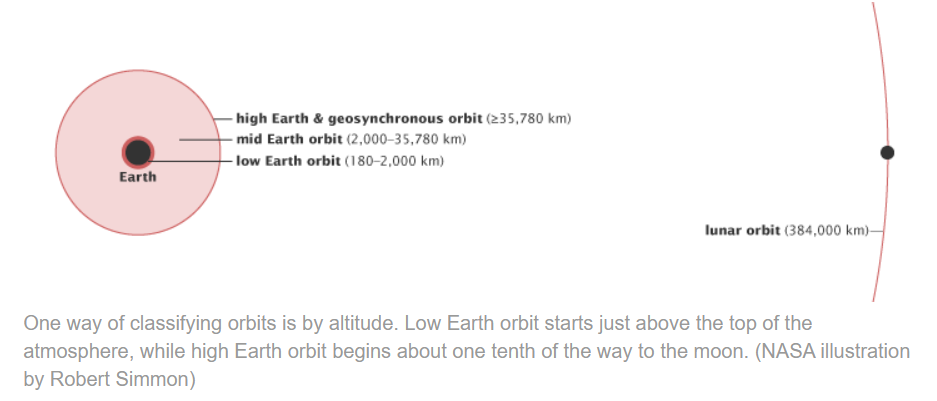 high Earth & geosynchronous orbit (≥35,780 km)
mid Earth orbit (2,000–35,780 km)
low Earth orbit (180–2,000 km)
Earth
lunar orbit (384,000 km)
One way of classifying orbits is by altitude. Low Earth orbit starts just above the top of the
atmosphere, while high Earth orbit begins about one tenth of the way to the moon. (NASA illustration
by Robert Simmon)